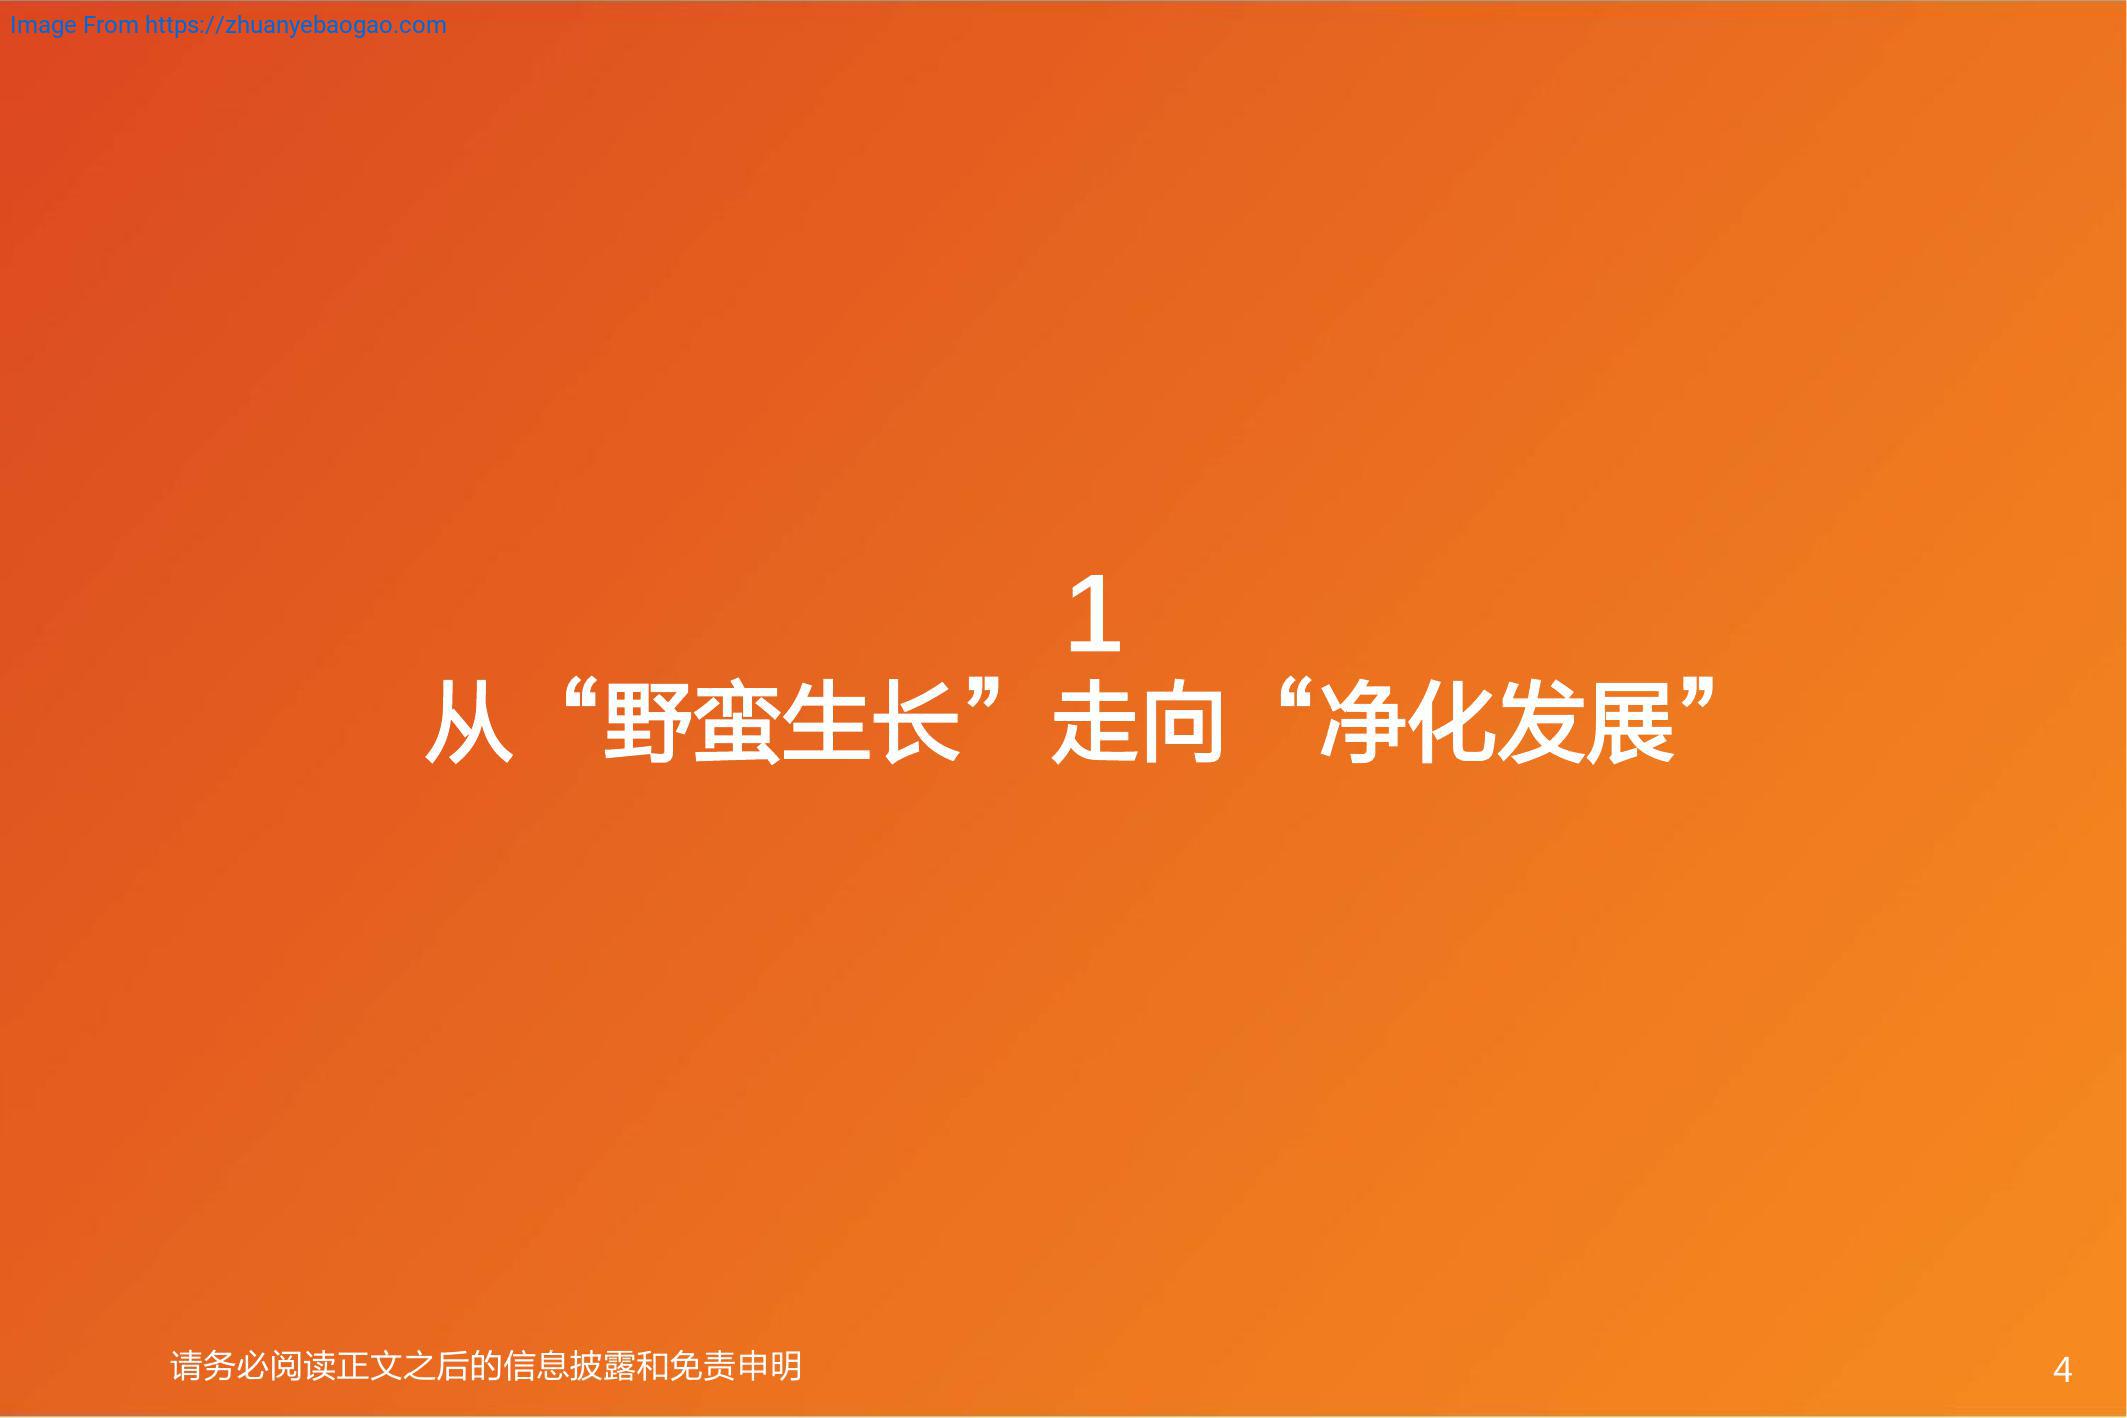 Image From https://zhuanyebaogao.com
1
从“野蛮生长”走向“净化发展”
请务必阅读正文之后的信息披露和免责申明
4